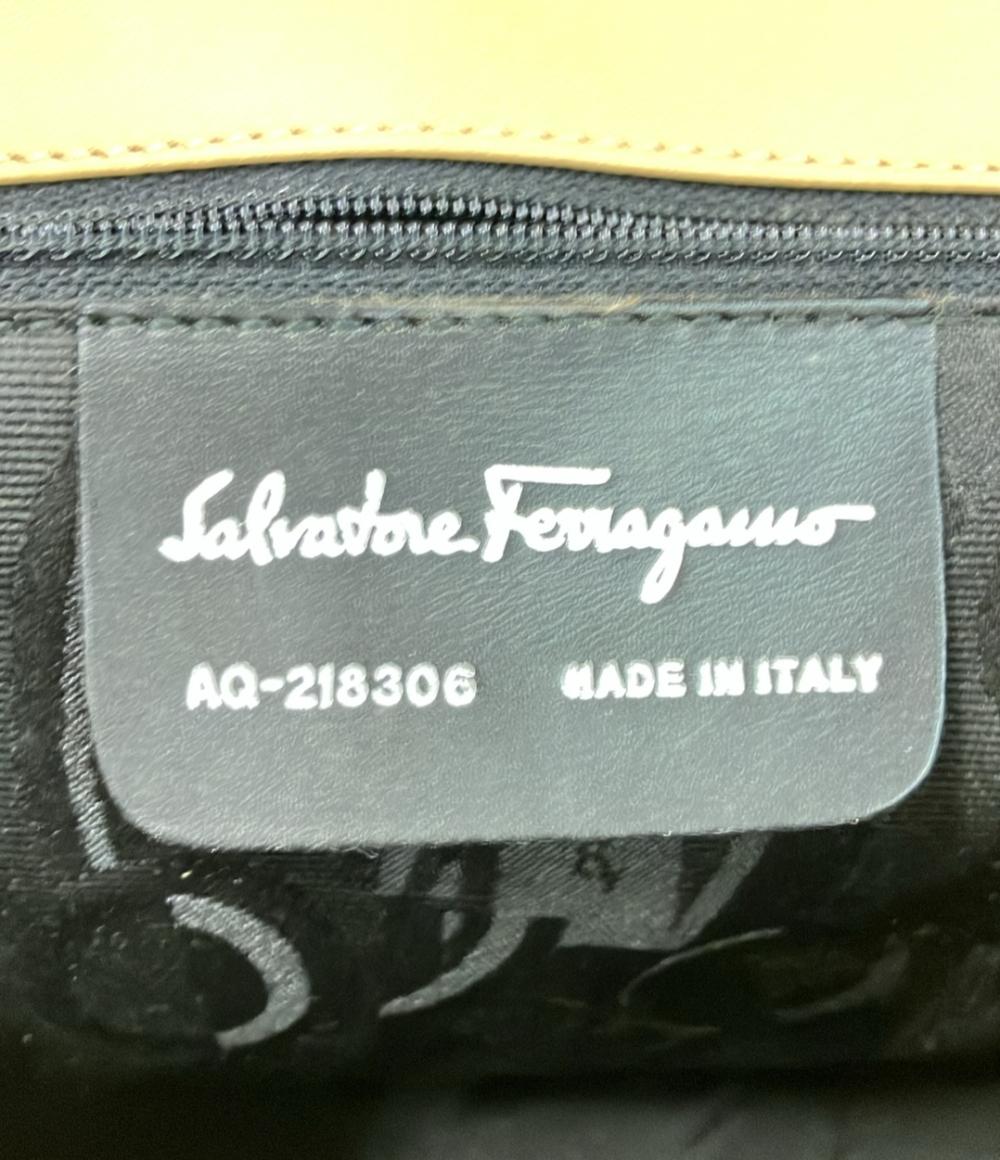 Salvatore Ferragamo
AQ-218306 MADE IN ITALY